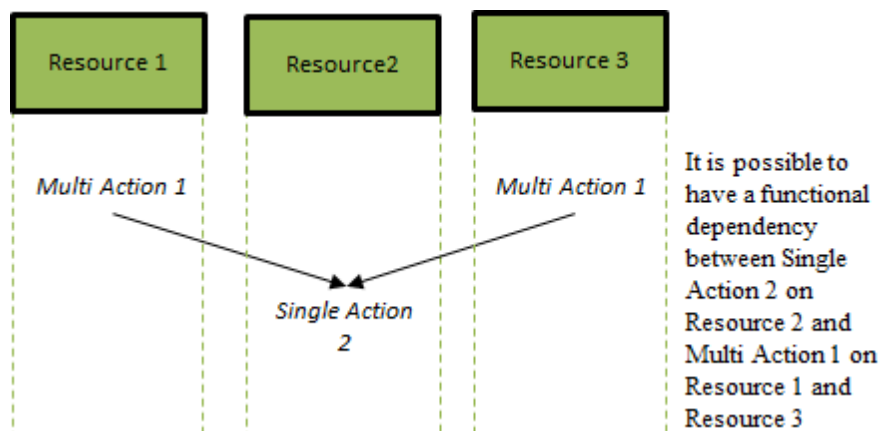 Resource 1
Resource2
Resource 3
Multi Action 1
Multi Action 1
Single Action
2
It is possible to
have a functional
dependency
between Single
Action 2 on
Resource 2 and
Multi Action 1 on
Resource 1 and
Resource 3